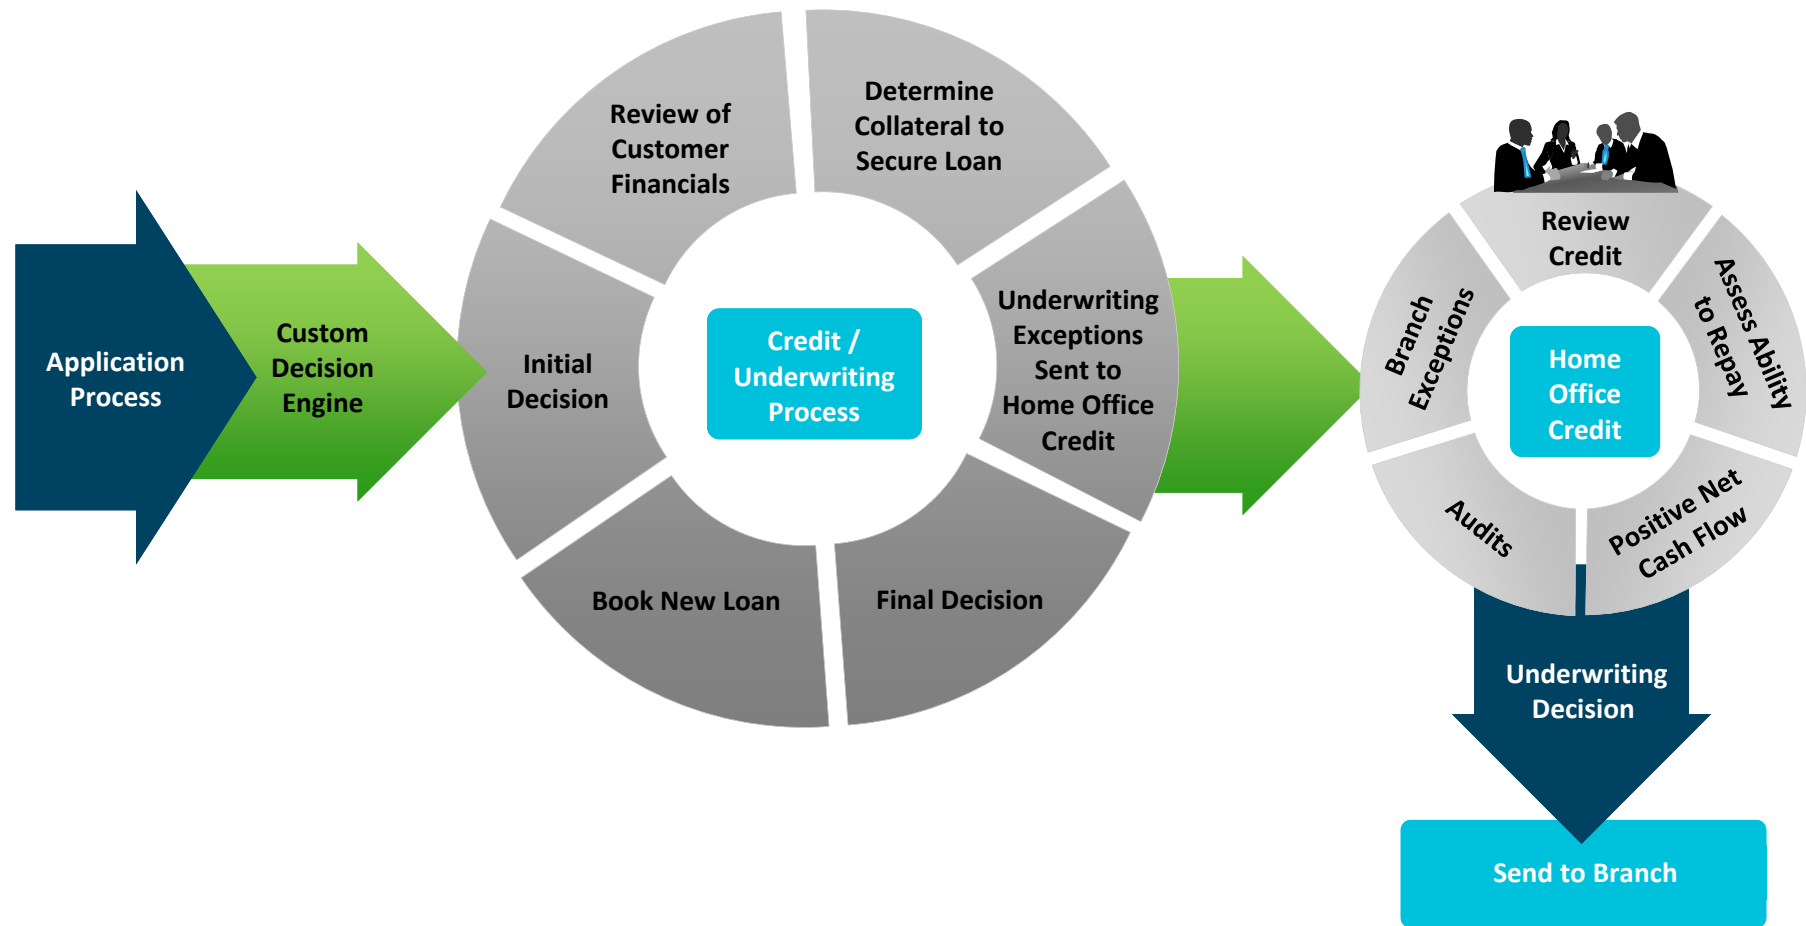 Application
Process
Custom
Decision
Engine
Initial
Decision
Review of
Customer
Financials
Determine
Collateral to
Secure Loan
Underwriting
Exceptions
Sent to
Home Office
Credit
Final Decision
Book New Loan
Credit /
Underwriting
Process
Review
Credit
Assess Ability
to Repay
Positive Net
Cash Flow
Audits
Branch
Exceptions
Home
Office
Credit
Underwriting
Decision
Send to Branch